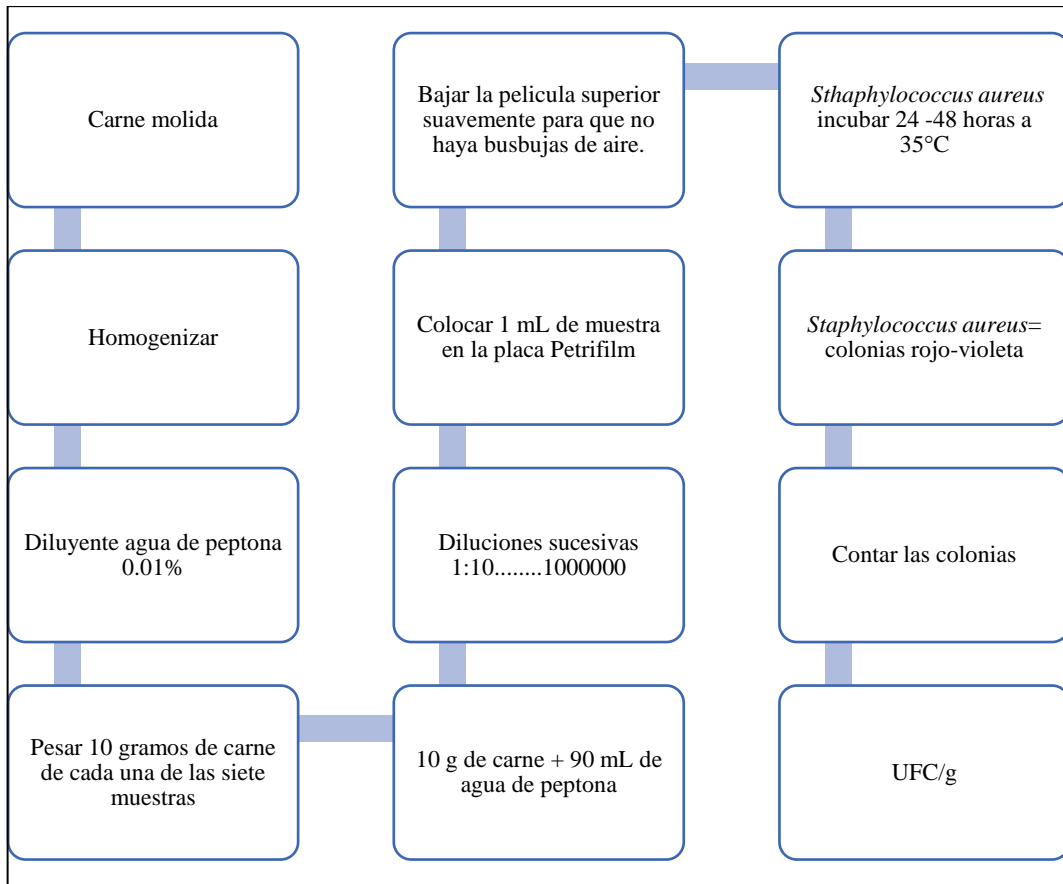 Carne molida
Homogenizar
Diluyente agua de peptona
0.01%
Pesar 10 gramos de carne
de cada una de las siete
muestras
10 g de carne + 90 mL de
agua de peptona
Diluciones sucesivas
1:10........1000000
Colocar 1 mL de muestra
en la placa Petrifilm
Bajar la pelicula superior
suavemente para que no
haya busbujas de aire.
Sthaphylococcus aureus
incubar 24 -48 horas a
35°C
Staphylococcus aureus=
colonias rojo-violeta
Contar las colonias
UFC/g